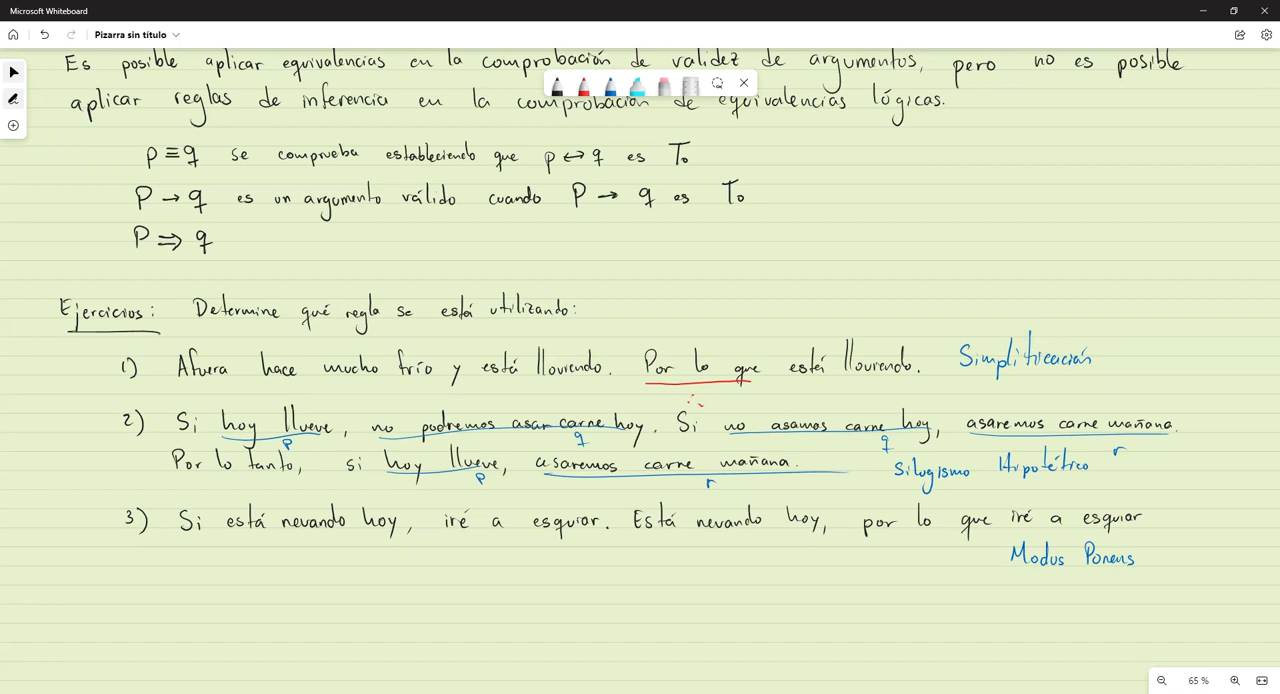 Microsoft Whiteboard
Pizarra sin título
Es posible aplicar equivalencias en la comprobación de validez de argumentos, pero no es posible
aplicar reglas de inferencia en la comprobación de equivalencias lógicas.
p ≡ q se comprueba estableciendo que p ↔ q es T₀
P → q es un argumento válido cuando P → q es T₀
P ⇒ q
Ejercicios: Determine qué regla se está utilizando:
1) Afuera hace mucho frío y está lloviendo. Por lo que está lloviendo. Simplificación
∴
2) Si hoy llueve, no podremos asar carne hoy. Si no asamos carne hoy, asaremos carne mañana.
p q q r
Por lo tanto, si hoy llueve, asaremos carne mañana. Silogismo Hipotético
p r
3) Si está nevando hoy, iré a esquiar. Está nevando hoy, por lo que iré a esquiar
Modus Ponens
65 %